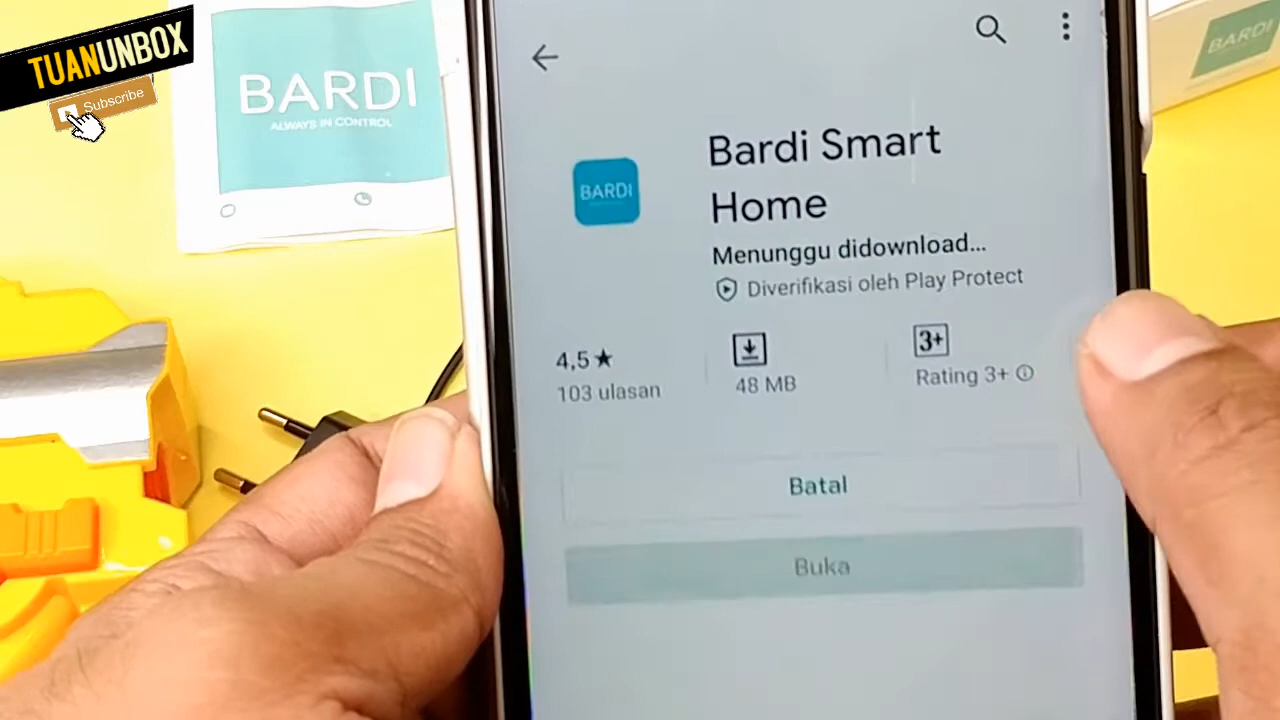 TUANUNBOX
Subscribe
BARDI
ALWAYS IN CONTROL
BARDI
BARDI
Bardi Smart
Home
Menunggu didownload...
Diverifikasi oleh Play Protect
4,5★
103 ulasan
48 MB
3+
Rating 3+
Batal
Buka